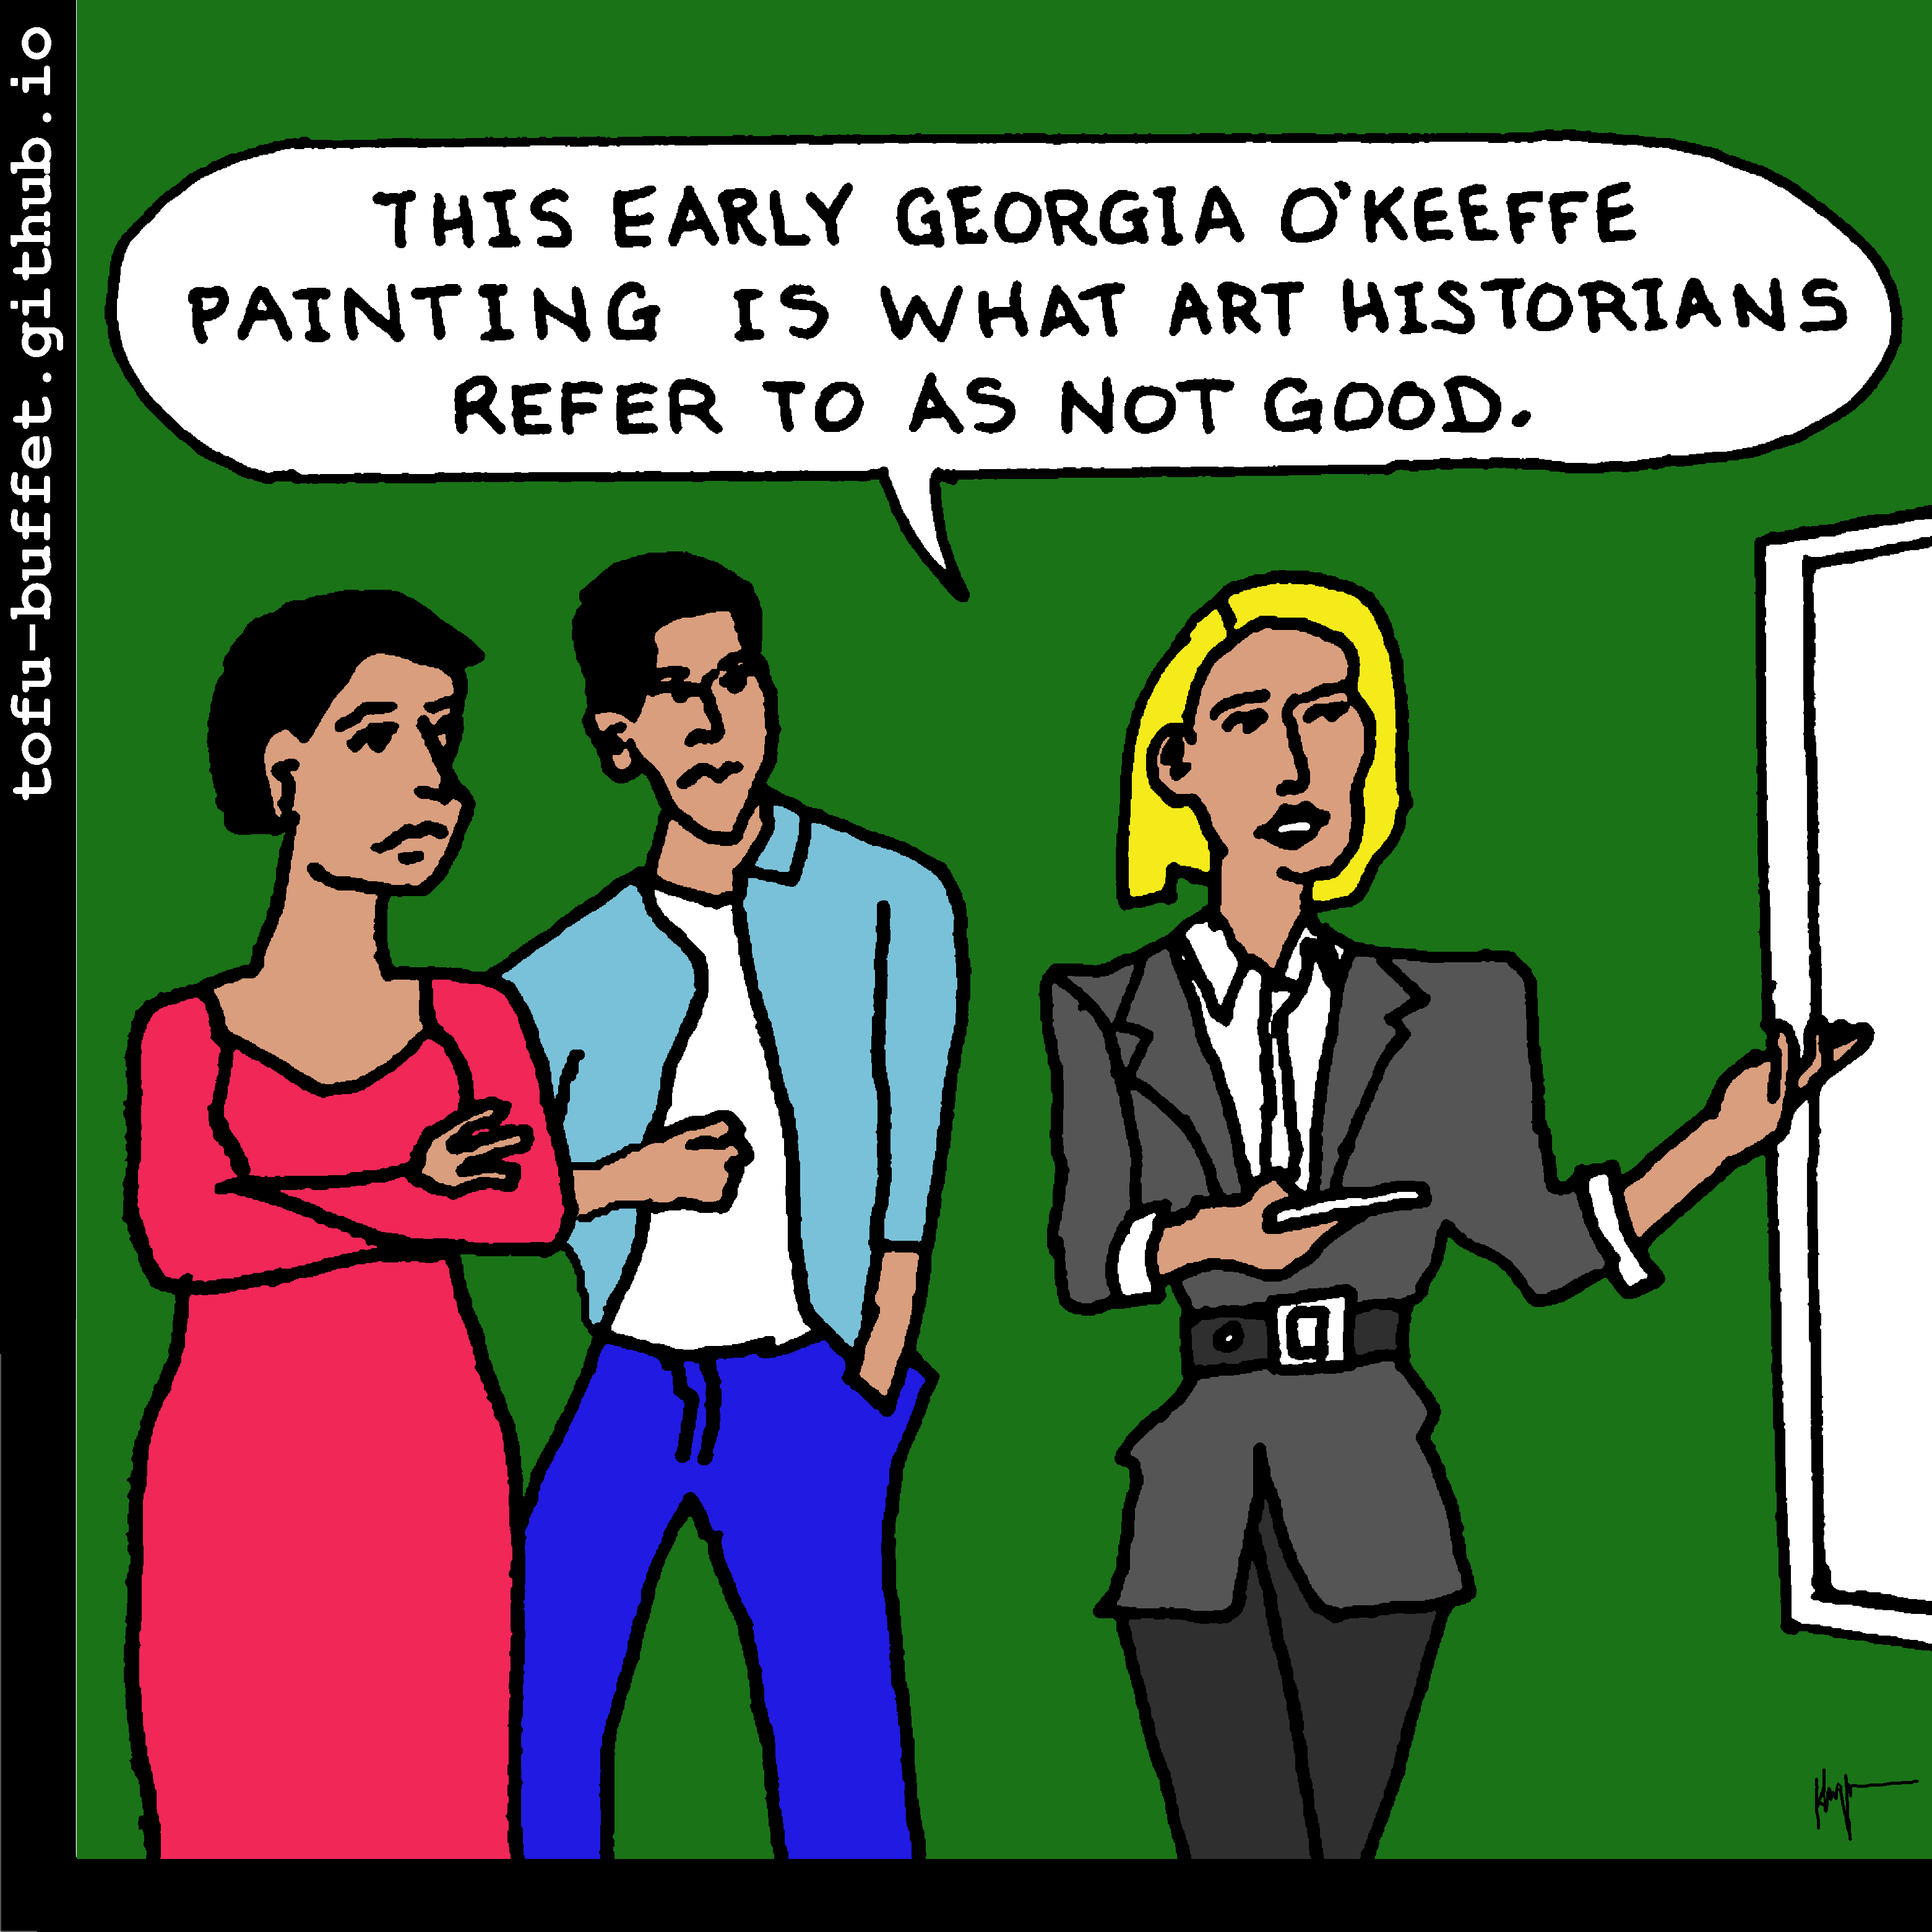 tofu-buffet.github.io
THIS EARLY GEORGIA O'KEEFFE
PAINTING IS WHAT ART HISTORIANS
REFER TO AS NOT GOOD.